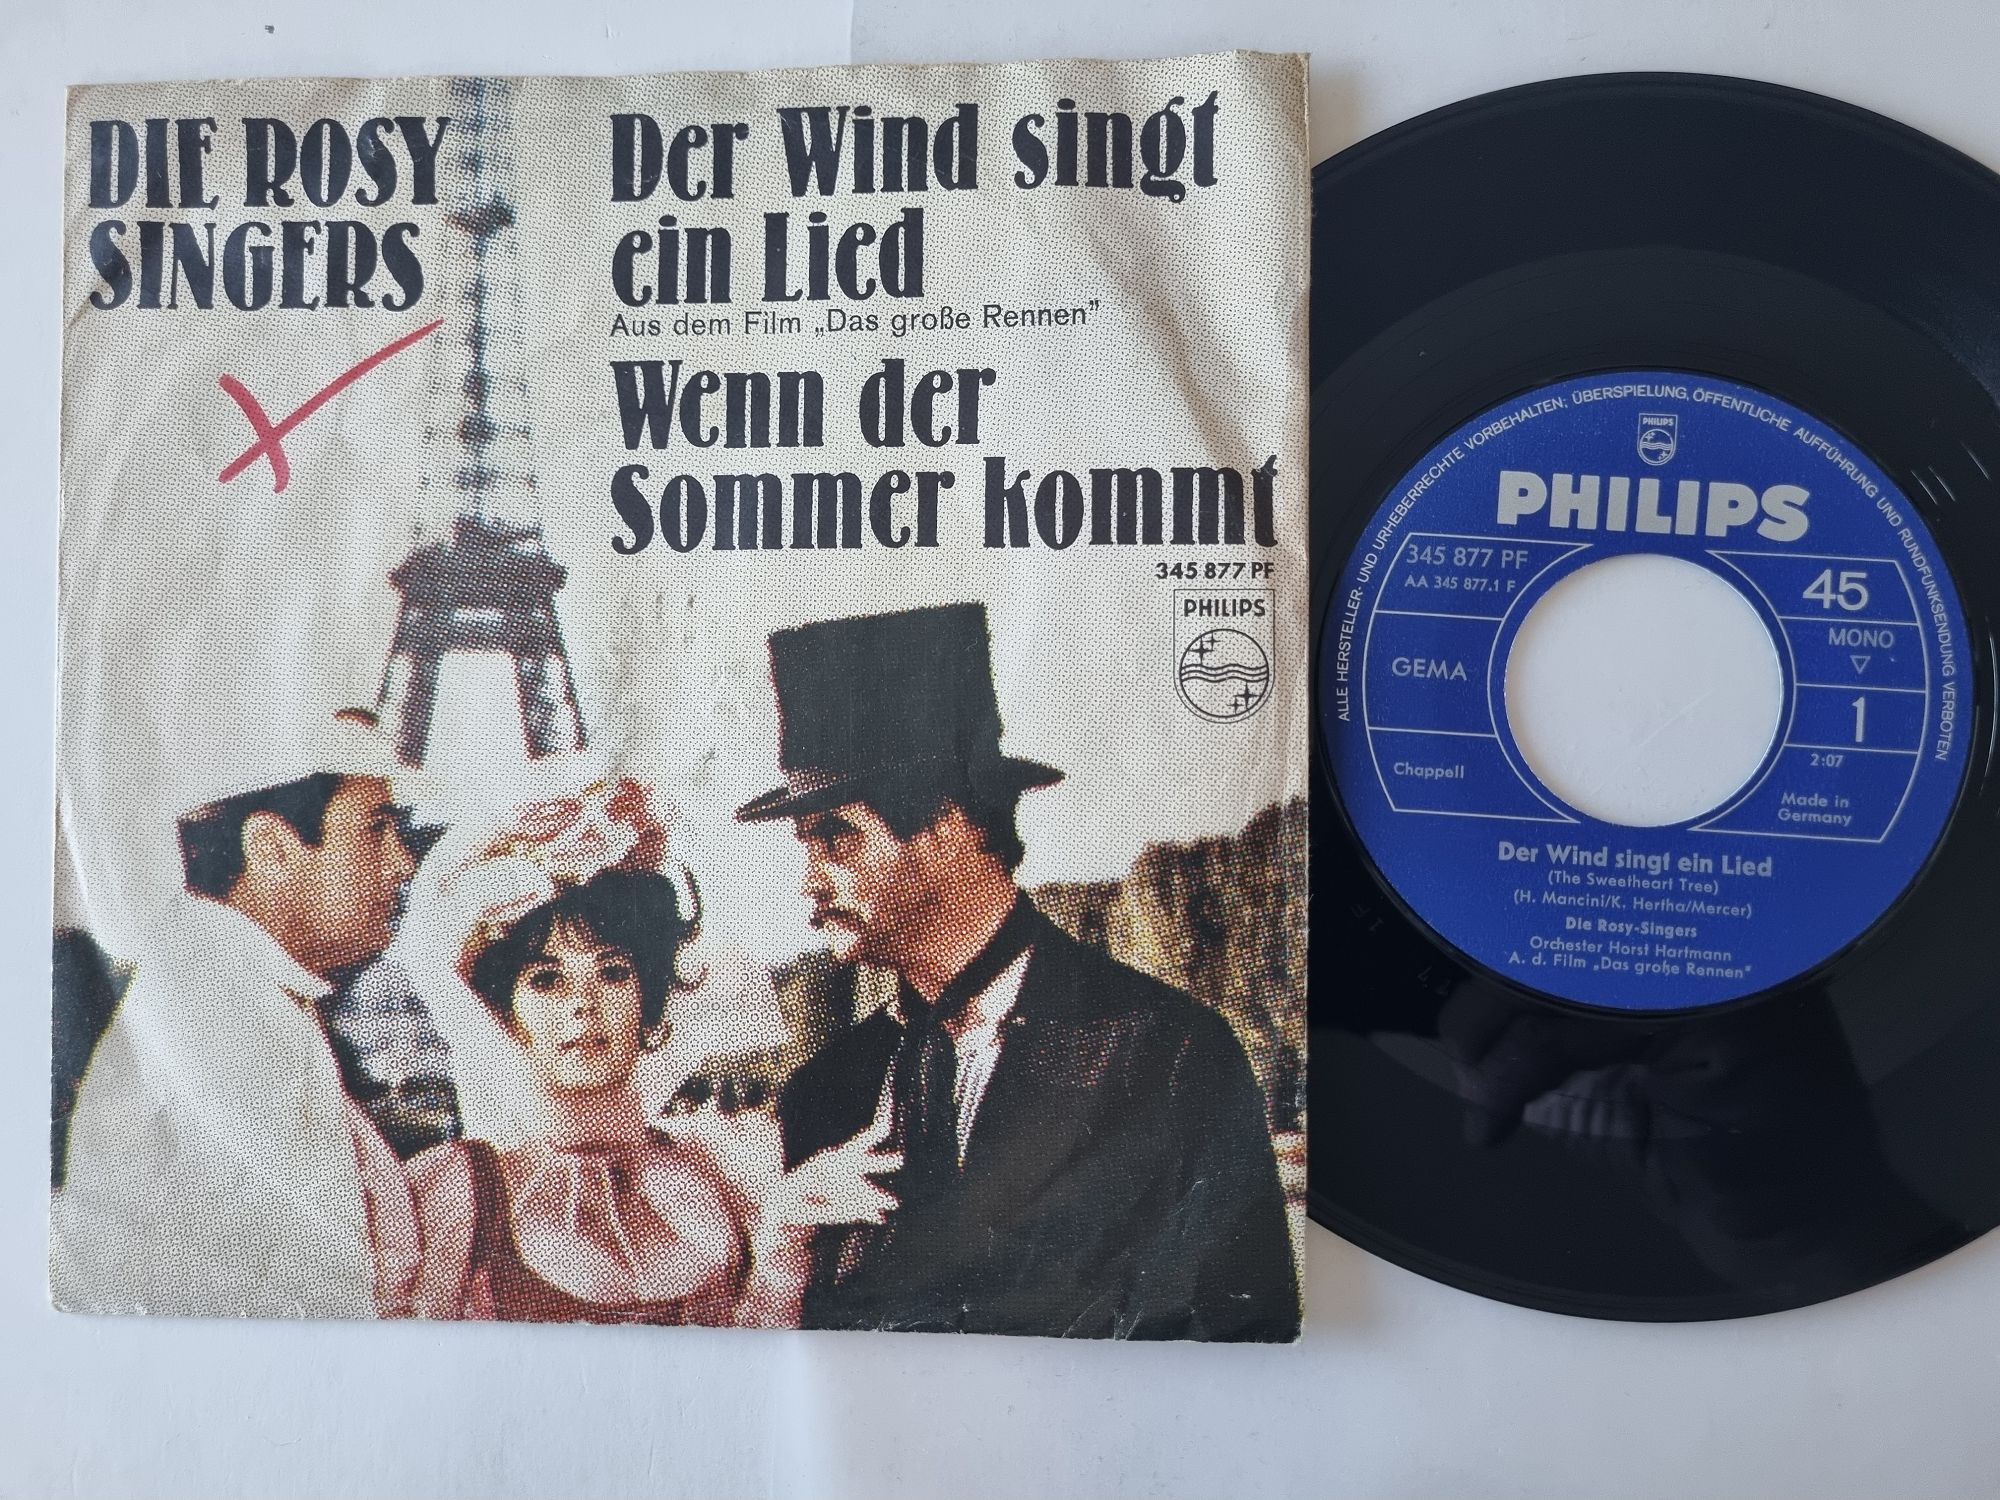 DIE ROSY
SINGERS
Der Wind singt
ein Lied
Aus dem Film „Das große Rennen”
Wenn der
Sommer kommt
345 877 PF
PHILIPS
ALLE HERSTELLER- UND URHEBERRECHTE VORBEHALTEN; ÜBERSPIELUNG, ÖFFENTLICHE AUFFÜHRUNG UND RUNDFUNKSENDUNG VERBOTEN
PHILIPS
PHILIPS
345 877 PF
AA 345 877.1 F
45
MONO
GEMA
1
2:07
Chappell
Made in
Germany
Der Wind singt ein Lied
(The Sweetheart Tree)
(H. Mancini/K. Hertha/Mercer)
Die Rosy-Singers
Orchester Horst Hartmann
A. d. Film „Das große Rennen"